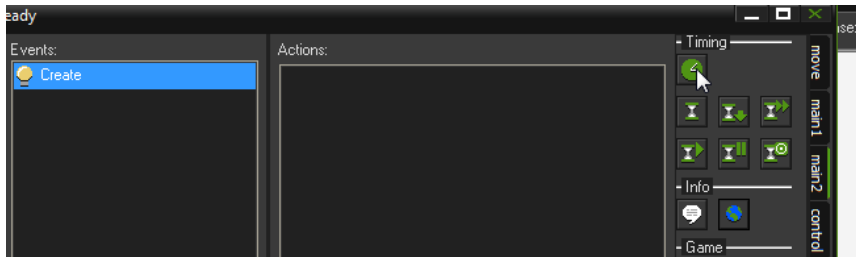 eady
Events:
Actions:
Create
Timing
Info
Game
move
main1
main2
control